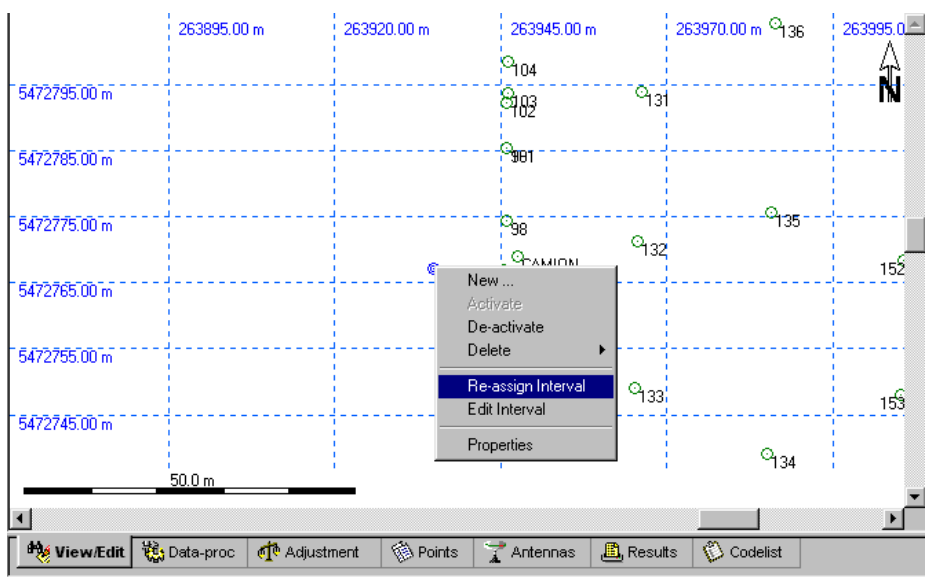 263895.00 m 263920.00 m 263945.00 m 263970.00 m 136 263995.0
104
N
5472795.00 m 103 131
102
5472785.00 m
5472775.00 m 98 135
132
CAMION 152
5472765.00 m
New ...
Activate
De-activate
5472755.00 m Delete
Re-assign Interval 133
Edit Interval 153
5472745.00 m
Properties
134
50.0 m
View/Edit Data-proc Adjustment Points Antennas Results Codelist